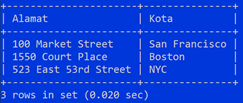 Alamat Kota
100 Market Street San Francisco
1550 Court Place Boston
523 East 53rd Street NYC
3 rows in set (0.020 sec)